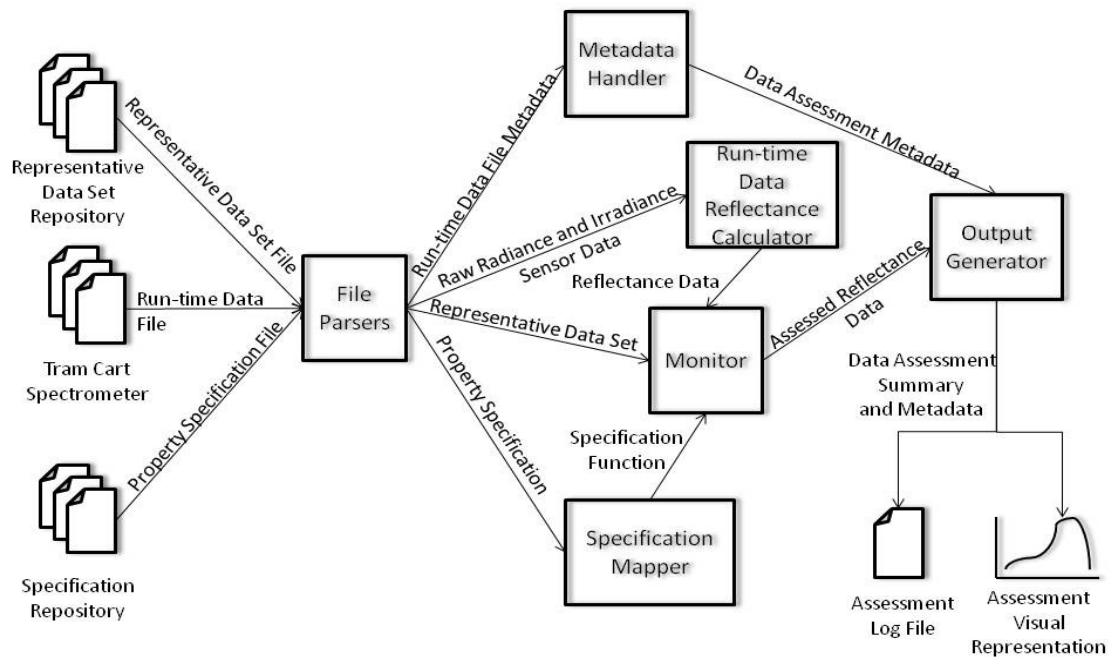 Representative
Data Set
Repository
Tram Cart
Spectrometer
Specification
Repository
Representative Data Set File
Run-time Data
File
Property Specification File
File
Parsers
Run-time Data File Metadata
Raw Radiance and Irradiance
Sensor Data
Representative Data Set
Property Specification
Metadata
Handler
Run-time
Data
Reflectance
Calculator
Reflectance Data
Monitor
Specification
Function
Specification
Mapper
Data Assessment Metadata
Assessed Reflectance
Data
Output
Generator
Data Assessment
Summary
and Metadata
Assessment
Log File
Assessment
Visual
Representation